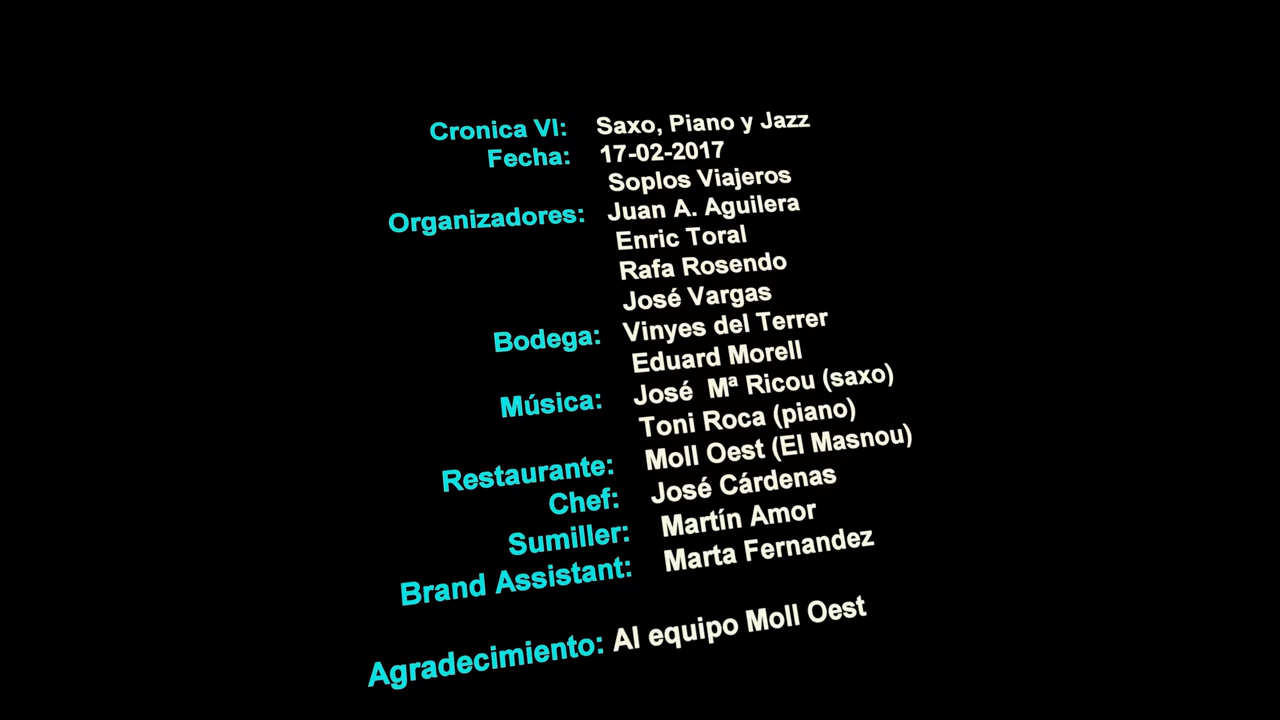 Cronica VI: Saxo, Piano y Jazz
Fecha: 17-02-2017
Soplos Viajeros
Organizadores: Juan A. Aguilera
Enric Toral
Rafa Rosendo
José Vargas
Bodega: Vinyes del Terrer
Eduard Morell
Música: José Mª Ricou (saxo)
Toni Roca (piano)
Restaurante: Moll Oest (El Masnou)
Chef: José Cárdenas
Sumiller: Martín Amor
Brand Assistant: Marta Fernandez
Agradecimiento: Al equipo Moll Oest